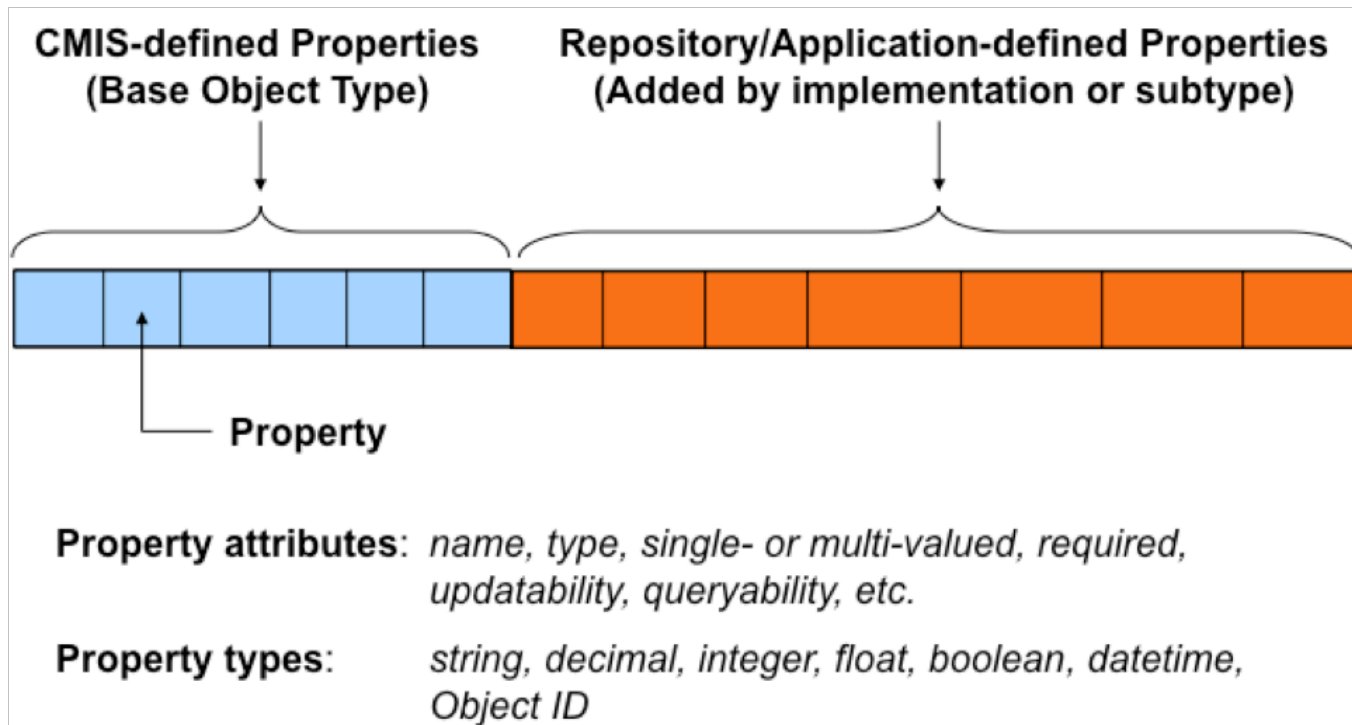 CMIS-defined Properties
(Base Object Type)
Repository/Application-defined Properties
(Added by implementation or subtype)
Property
Property attributes: name, type, single- or multi-valued, required,
updatability, queryability, etc.
Property types: string, decimal, integer, float, boolean, datetime,
Object ID